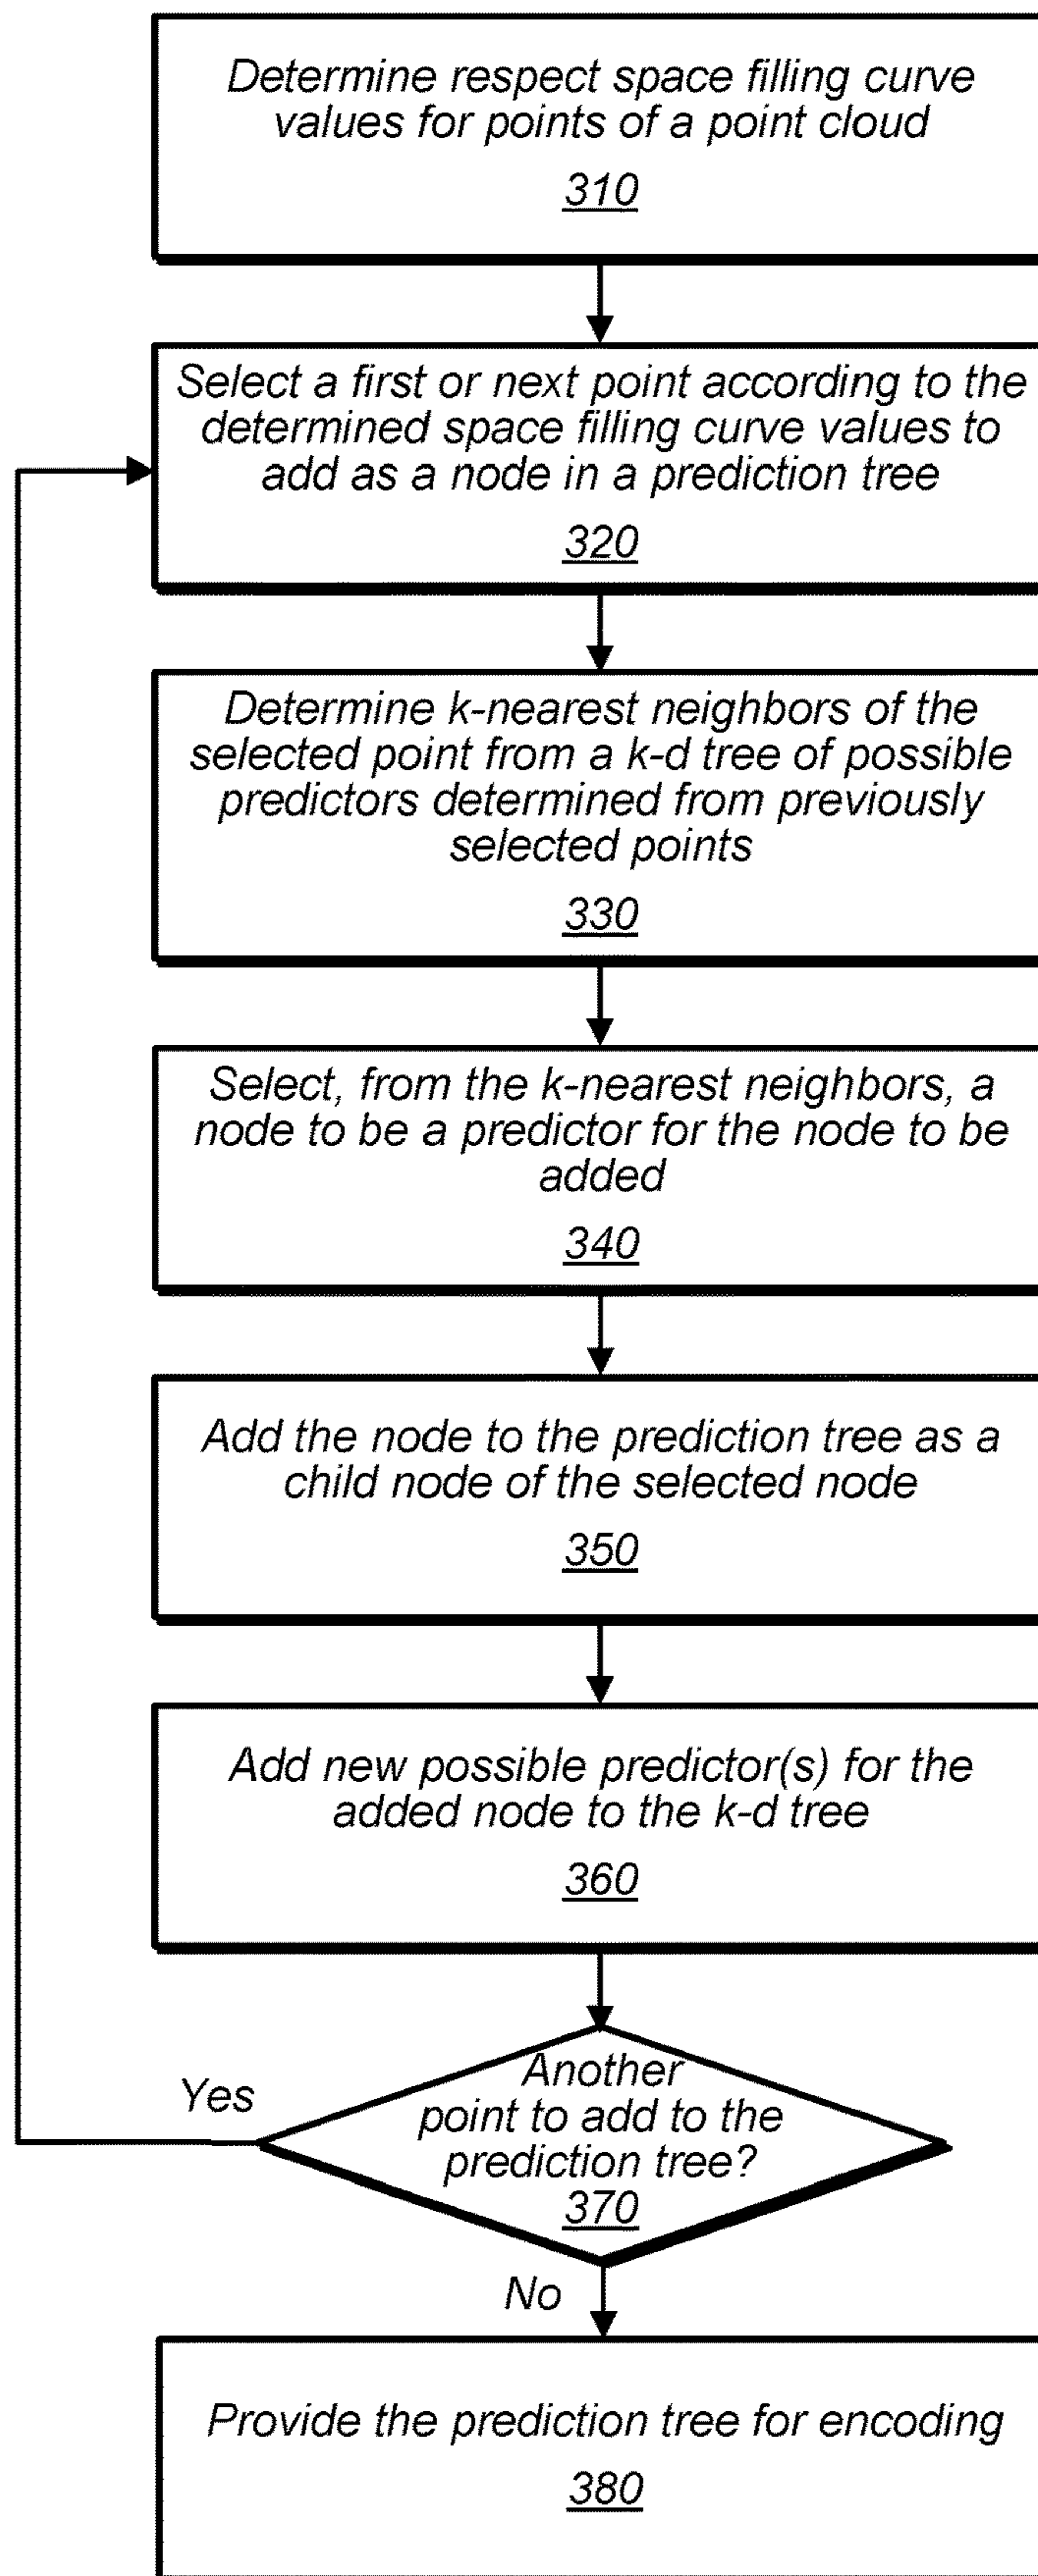 Determine respect space filling curve
values for points of a point cloud
310
Select a first or next point according to the
determined space filling curve values to
add as a node in a prediction tree
320
Determine k-nearest neighbors of the
selected point from a k-d tree of possible
predictors determined from previously
selected points
330
Select, from the k-nearest neighbors, a
node to be a predictor for the node to be
added
340
Add the node to the prediction tree as a
child node of the selected node
350
Add new possible predictor(s) for the
added node to the k-d tree
360
Another
point to add to the
prediction tree?
370
Yes
No
Provide the prediction tree for encoding
380